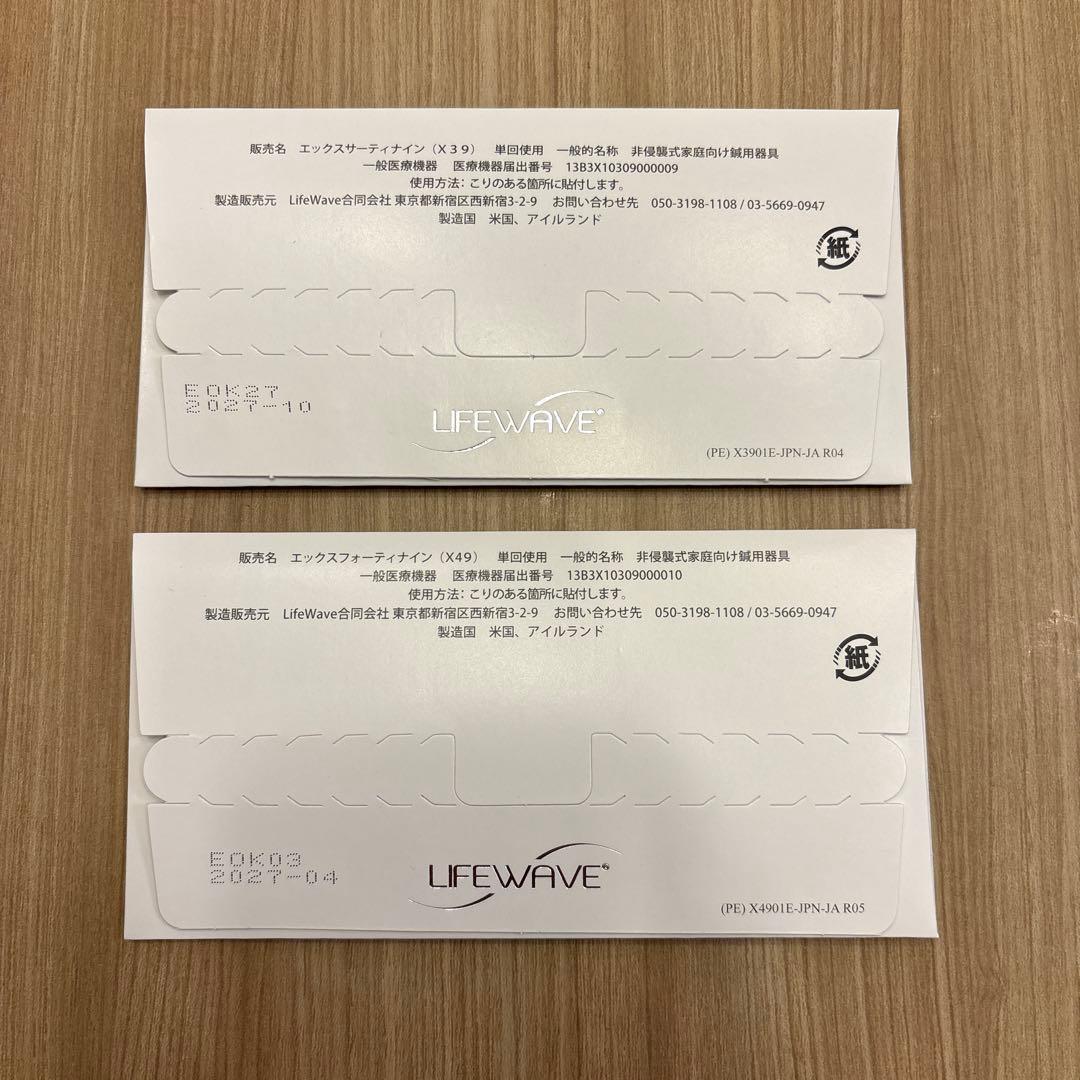 販売名 エックスサーティナイン（X39） 単回使用 一般的名称 非侵襲式家庭向け鍼用器具
一般医療機器 医療機器届出番号 13B3X10309000009
使用方法：こりのある箇所に貼付します。
製造販売元 LifeWave合同会社 東京都新宿区西新宿3-2-9 お問い合わせ先 050-3198-1108 / 03-5669-0947
製造国 米国、アイルランド
紙
EOK27
2027-10
LIFEWAVE®
(PE) X3901E-JPN-JA R04
販売名 エックスフォーティナイン（X49） 単回使用 一般的名称 非侵襲式家庭向け鍼用器具
一般医療機器 医療機器届出番号 13B3X10309000010
使用方法：こりのある箇所に貼付します。
製造販売元 LifeWave合同会社 東京都新宿区西新宿3-2-9 お問い合わせ先 050-3198-1108 / 03-5669-0947
製造国 米国、アイルランド
紙
EOK03
2027-04
LIFEWAVE®
(PE) X4901E-JPN-JA R05